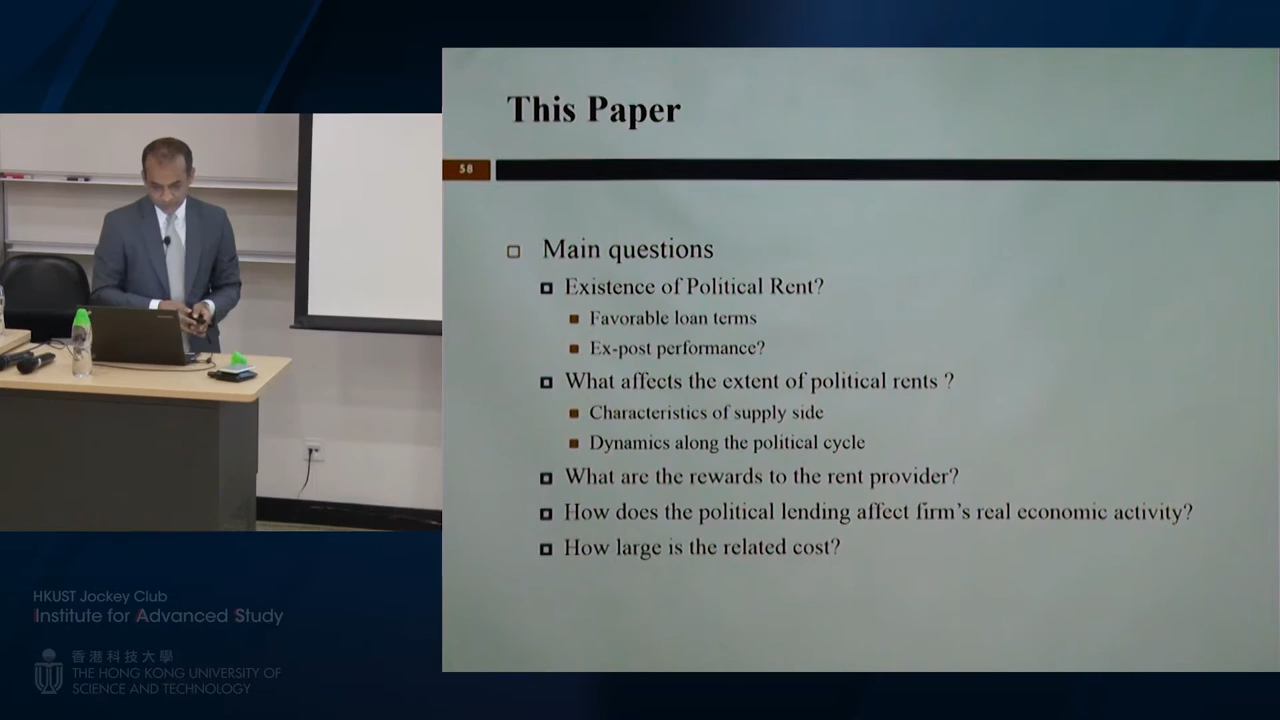 This Paper
58
Main questions
Existence of Political Rent?
Favorable loan terms
Ex-post performance?
What affects the extent of political rents ?
Characteristics of supply side
Dynamics along the political cycle
What are the rewards to the rent provider?
How does the political lending affect firm's real economic activity?
How large is the related cost?
HKUST Jockey Club
Institute for Advanced Study
香港科技大學
THE HONG KONG UNIVERSITY OF
SCIENCE AND TECHNOLOGY